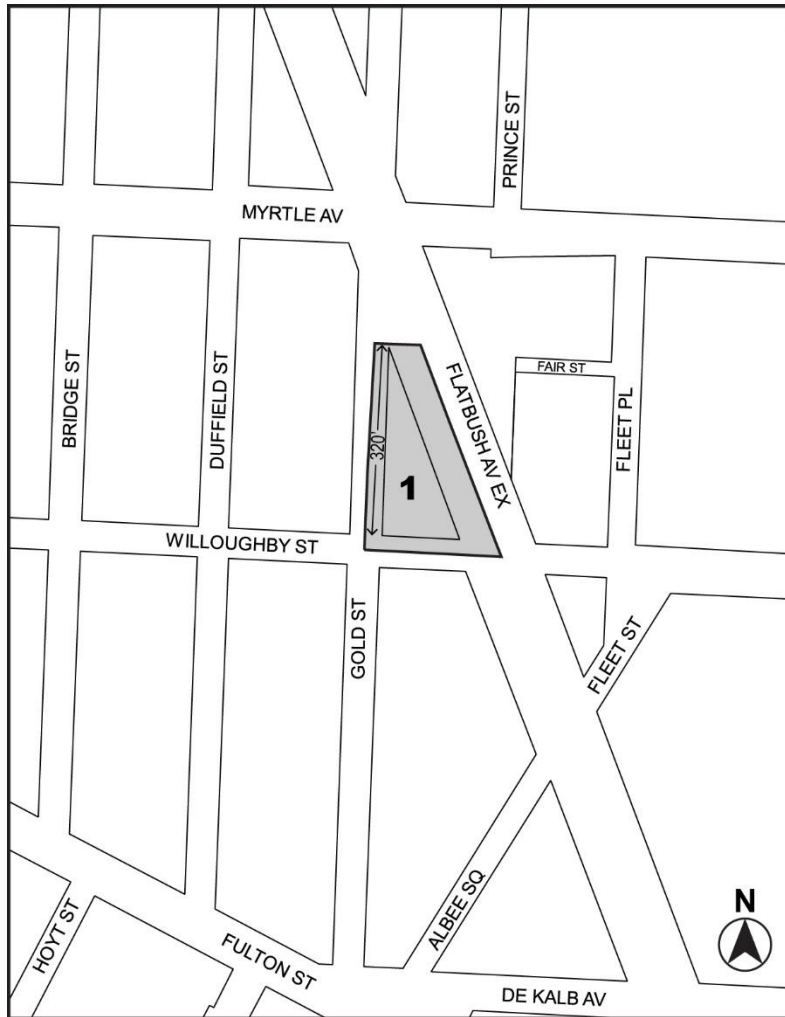 PRINCE ST
MYRTLE AV
BRIDGE ST
DUFFIELD ST
320'
1
FLATBUSH AV EX
FAIR ST
FLEET PL
WILLOUGHBY ST
GOLD ST
FLEET ST
ALBEE SQ
HOYT ST
FULTON ST
DE KALB AV
N